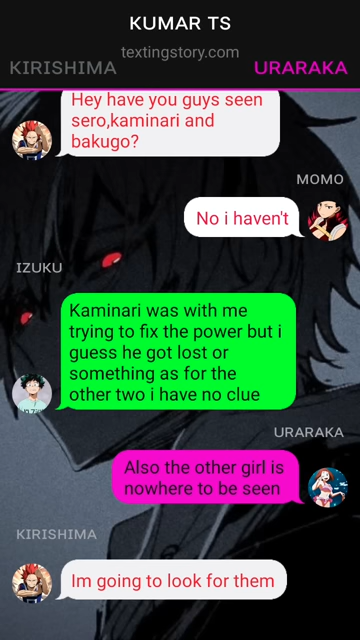 KUMAR TS
textingstory.com
KIRISHIMA
URARAKA
Hey have you guys seen
sero,kaminari and
bakugo?
MOMO
No i haven't
IZUKU
Kaminari was with me
trying to fix the power but i
guess he got lost or
something as for the
other two i have no clue
URARAKA
Also the other girl is
nowhere to be seen
KIRISHIMA
Im going to look for them